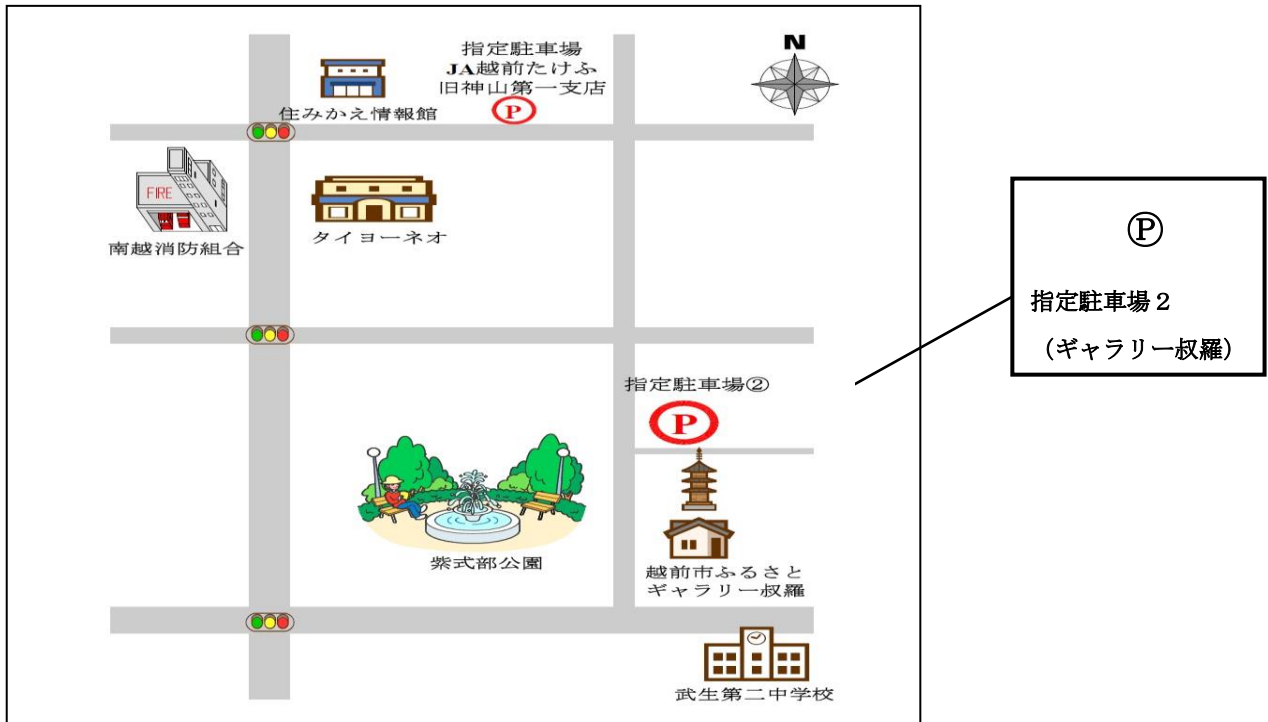 指定駐車場
JA越前たけふ
旧神山第一支店
P
N
住みかえ情報館
FIRE
南越消防組合
タイヨーネオ
指定駐車場②
P
紫式部公園
越前市ふるさと
ギャラリー叔羅
武生第二中学校
Ⓟ
指定駐車場２
（ギャラリー叔羅）